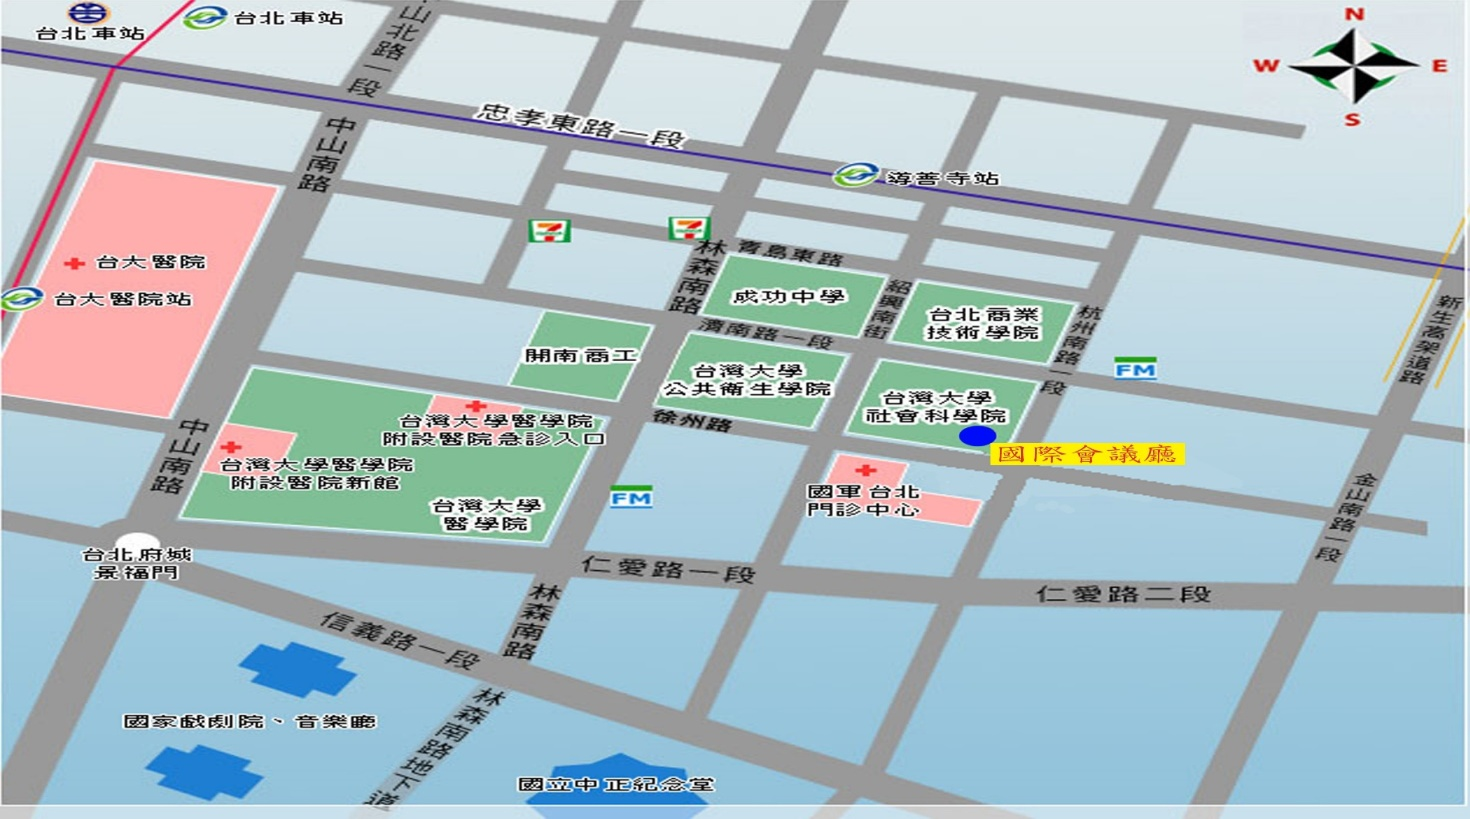 台北車站
台北車站
N
W
E
S
中山北路一段
忠孝東路一段
中山南路
善導寺站
台大醫院
台大醫院站
7
7
林森南路
青島東路
成功中學
紹興南街
台北商業
技術學院
杭州南路一段
新生高架道路
濟南路一段
開南商工
台灣大學
公共衛生學院
台灣大學
社會科學院
FM
徐州路
國際會議廳
台灣大學醫學院
附設醫院急診入口
中山南路
台灣大學醫學院
附設醫院新館
台灣大學
醫學院
FM
國軍台北
門診中心
金山南路一段
台北府城
景福門
仁愛路一段
仁愛路二段
林森南路
信義路一段
林森南路地下道
國家戲劇院、音樂廳
國立中正紀念堂